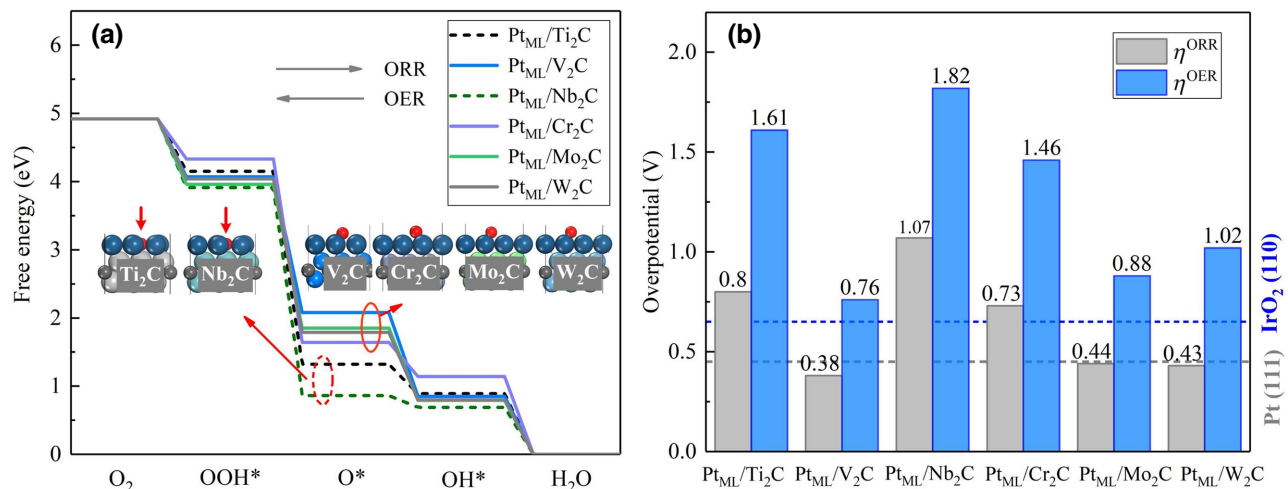 (a)
Pt_ML/Ti₂C
Pt_ML/V₂C
Pt_ML/Nb₂C
Pt_ML/Cr₂C
Pt_ML/Mo₂C
Pt_ML/W₂C
ORR
OER
Free energy (eV)
6
5
4
3
2
1
0
Ti₂C
Nb₂C
V₂C
Cr₂C
Mo₂C
W₂C
O₂
OOH*
O*
OH*
H₂O
(b)
η^ORR
η^OER
Overpotential (V)
2.0
1.5
1.0
0.5
0.0
0.8
1.61
0.38
0.76
1.07
1.82
0.73
1.46
0.44
0.88
0.43
1.02
Pt_ML/Ti₂C
Pt_ML/V₂C
Pt_ML/Nb₂C
Pt_ML/Cr₂C
Pt_ML/Mo₂C
Pt_ML/W₂C
IrO₂ (110)
Pt (111)